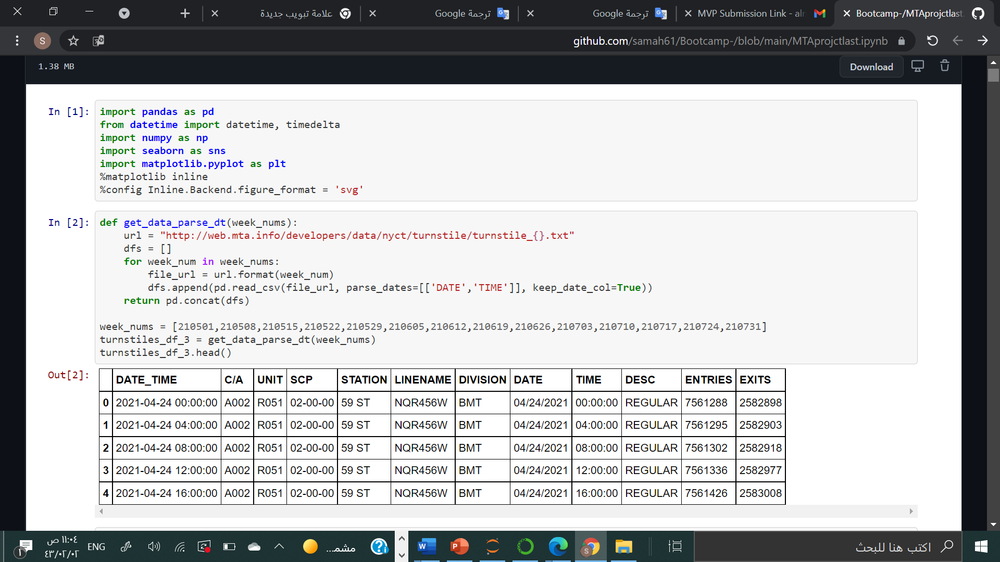 علامة تبويب جديدة
ترجمة Google
ترجمة Google
MVP Submission Link - alr
Bootcamp-/MTAprojctlast.
S
github.com/samah61/Bootcamp-/blob/main/MTAprojctlast.ipynb
1.38 MB
Download
In [1]:
import pandas as pd
from datetime import datetime, timedelta
import numpy as np
import seaborn as sns
import matplotlib.pyplot as plt
%matplotlib inline
%config Inline.Backend.figure_format = 'svg'
In [2]:
def get_data_parse_dt(week_nums):
    url = "http://web.mta.info/developers/data/nyct/turnstile/turnstile_{}.txt"
    dfs = []
    for week_num in week_nums:
        file_url = url.format(week_num)
        dfs.append(pd.read_csv(file_url, parse_dates=[['DATE','TIME']], keep_date_col=True))
    return pd.concat(dfs)
week_nums = [210501,210508,210515,210522,210529,210605,210612,210619,210626,210703,210710,210717,210724,210731]
turnstiles_df_3 = get_data_parse_dt(week_nums)
turnstiles_df_3.head()
Out[2]:
DATE_TIME C/A UNIT SCP STATION LINENAME DIVISION DATE TIME DESC ENTRIES EXITS
0 2021-04-24 00:00:00 A002 R051 02-00-00 59 ST NQR456W BMT 04/24/2021 00:00:00 REGULAR 7561288 2582898
1 2021-04-24 04:00:00 A002 R051 02-00-00 59 ST NQR456W BMT 04/24/2021 04:00:00 REGULAR 7561295 2582903
2 2021-04-24 08:00:00 A002 R051 02-00-00 59 ST NQR456W BMT 04/24/2021 08:00:00 REGULAR 7561302 2582918
3 2021-04-24 12:00:00 A002 R051 02-00-00 59 ST NQR456W BMT 04/24/2021 12:00:00 REGULAR 7561336 2582977
4 2021-04-24 16:00:00 A002 R051 02-00-00 59 ST NQR456W BMT 04/24/2021 16:00:00 REGULAR 7561426 2583008
١١:٠٤ ص
٤٣/٠٢/٠٢
١
ENG
مشم...
اكتب هنا للبحث